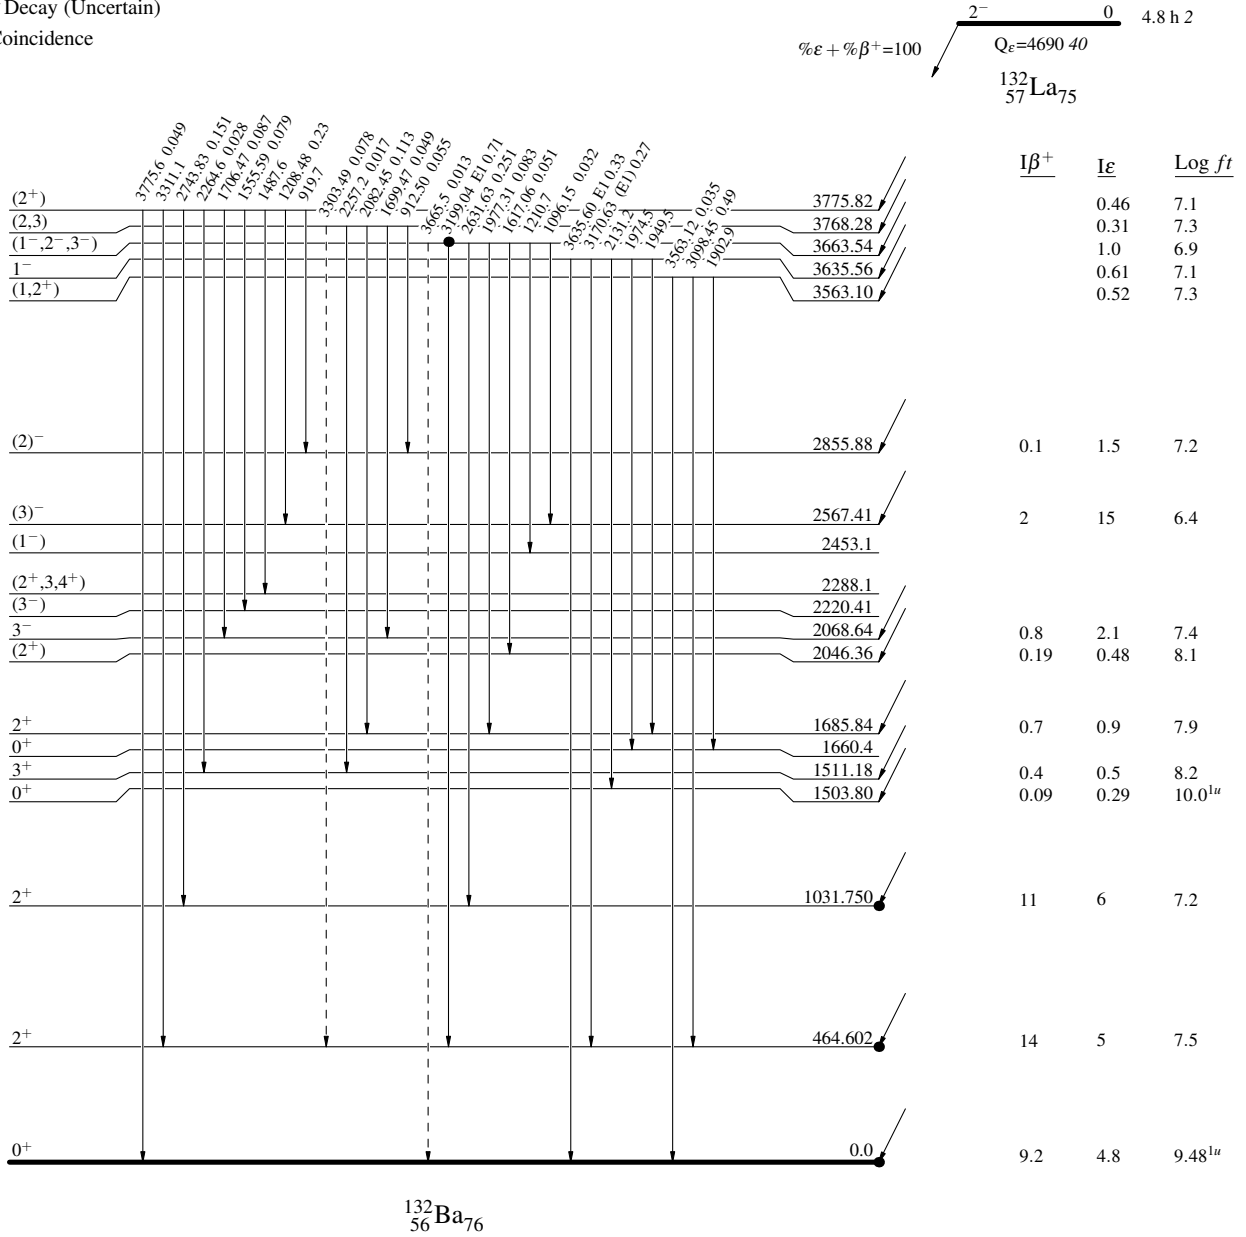 Decay (Uncertain)
Coincidence
2⁻ 0 4.8 h 2
%ε+%β⁺=100
Qε=4690 40
¹³²₅₇La₇₅
3775.6 0.049
3311.1
2743.83 0.151
2264.6 0.028
1706.47 0.087
1555.59 0.079
1487.6
1208.48 0.23
919.7
3303.49 0.078
2257.2 0.017
2082.45 0.113
1699.47 0.049
912.50 0.055
3665.5 0.013
3199.04 E1 0.71
2631.63 0.251
1977.31 0.083
1617.06 0.051
1210.7
1096.15 0.032
3635.60 E1 0.33
3170.63 (E1) 0.27
2131.2
1974.5
1949.5
3563.12 0.035
3098.45 0.49
1902.9
Iβ⁺ Iε Log ft
(2⁺) 3775.82 0.46 7.1
(2,3) 3768.28 0.31 7.3
(1⁻,2⁻,3⁻) 3663.54 1.0 6.9
1⁻ 3635.56 0.61 7.1
(1,2⁺) 3563.10 0.52 7.3
(2)⁻ 2855.88 0.1 1.5 7.2
(3)⁻ 2567.41 2 15 6.4
(1⁻) 2453.1
(2⁺,3,4⁺) 2288.1
(3⁻) 2220.41
3⁻ 2068.64 0.8 2.1 7.4
(2⁺) 2046.36 0.19 0.48 8.1
2⁺ 1685.84 0.7 0.9 7.9
0⁺ 1660.4
3⁺ 1511.18 0.4 0.5 8.2
0⁺ 1503.80 0.09 0.29 10.0¹ᵘ
2⁺ 1031.750 11 6 7.2
2⁺ 464.602 14 5 7.5
0⁺ 0.0 9.2 4.8 9.48¹ᵘ
¹³²₅₆Ba₇₆